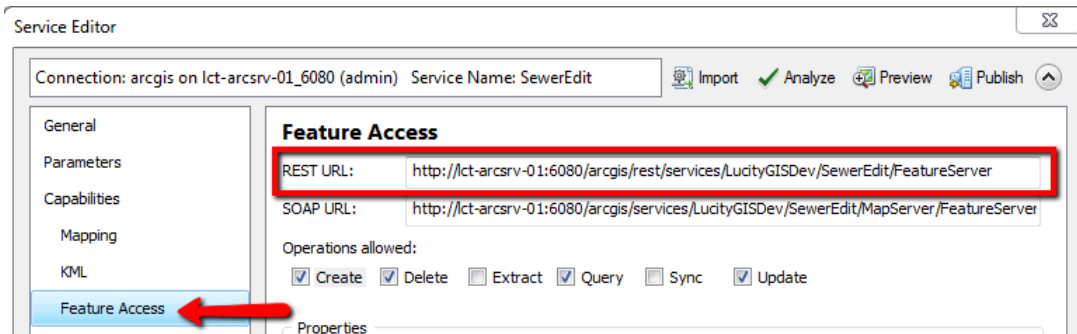 Service Editor
Connection: arcgis on lct-arcsrv-01_6080 (admin) Service Name: SewerEdit Import Analyze Preview Publish
General
Parameters
Capabilities
Mapping
KML
Feature Access
Feature Access
REST URL: http://lct-arcsrv-01:6080/arcgis/rest/services/LucityGISDev/SewerEdit/FeatureServer
SOAP URL: http://lct-arcsrv-01:6080/arcgis/services/LucityGISDev/SewerEdit/MapServer/FeatureServer
Operations allowed:
Create Delete Extract Query Sync Update
Properties